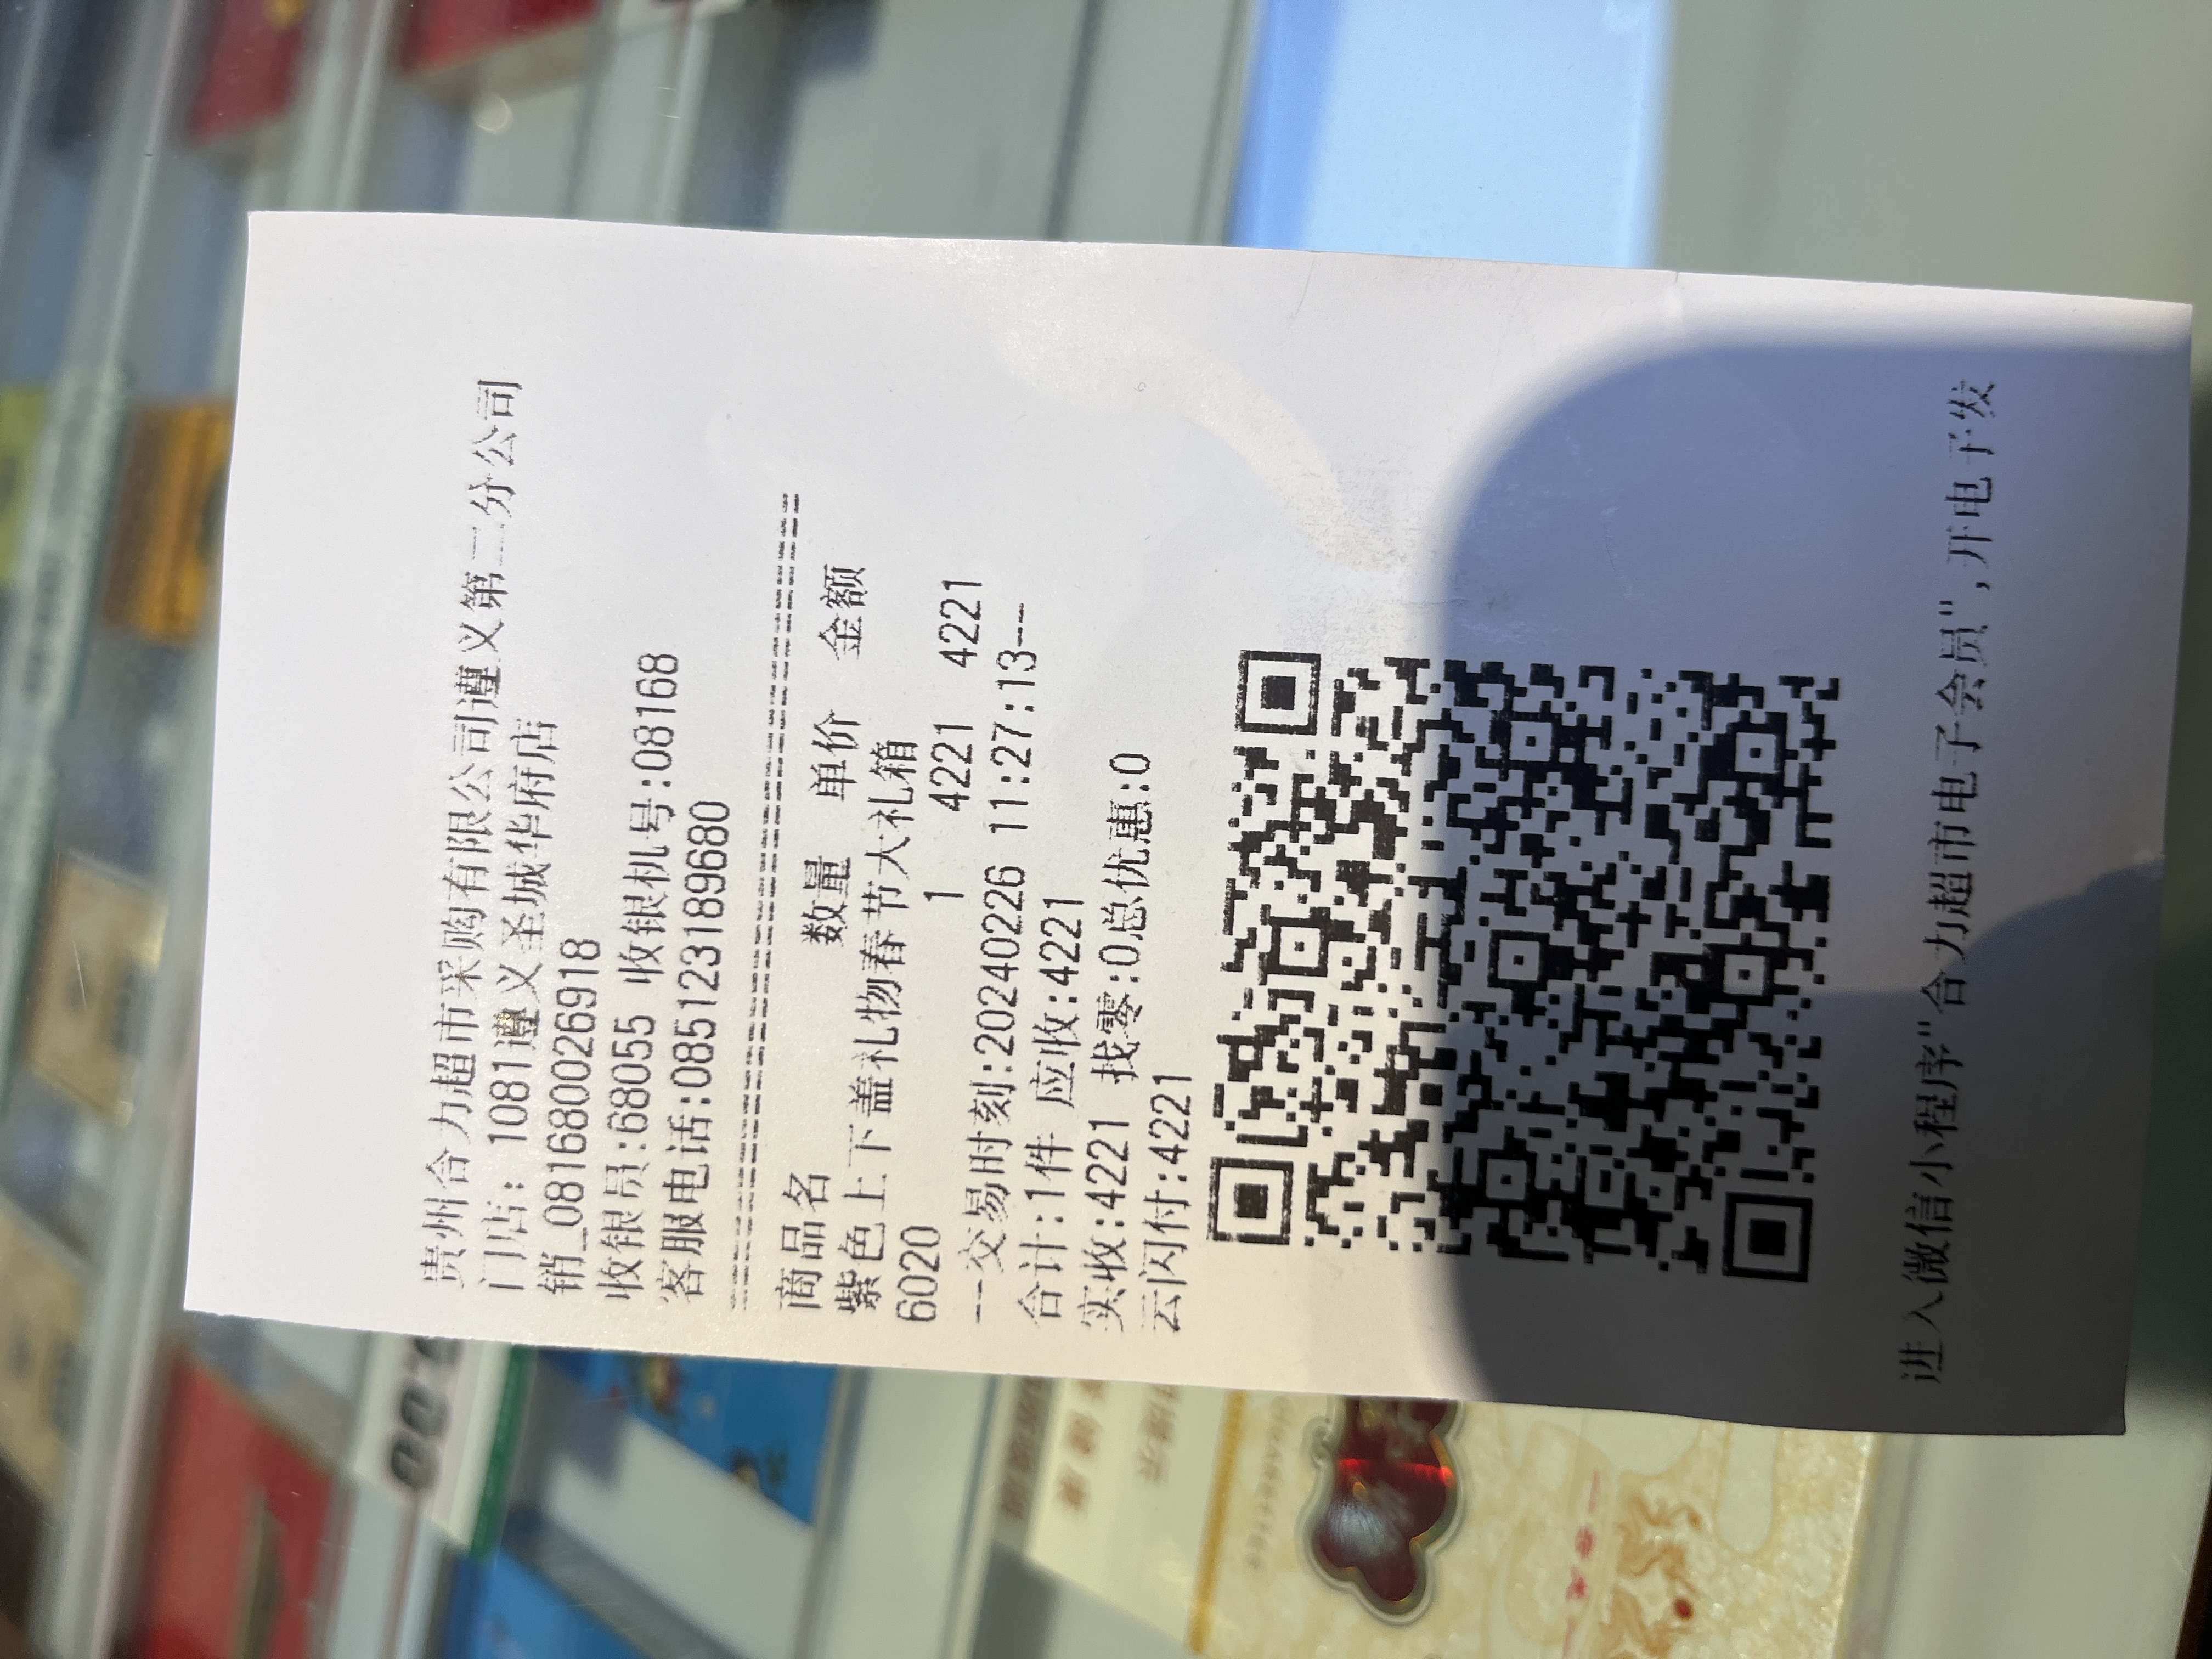 贵州合力超市采购有限公司遵义第二分公司
门店: 1081遵义圣城华府店
销_0816800026918
收银员:68055 收银机号:08168
客服电话:085123189680
商品名 数量 单价 金额
紫色上下盖礼物春节大礼箱
6020 1 4221 4221
--交易时刻:20240226 11:27:13--
合计:1件 应收:4221
实收:4221 找零:0总优惠:0
云闪付:4221
进入微信小程序"合力超市电子会员",开电子发